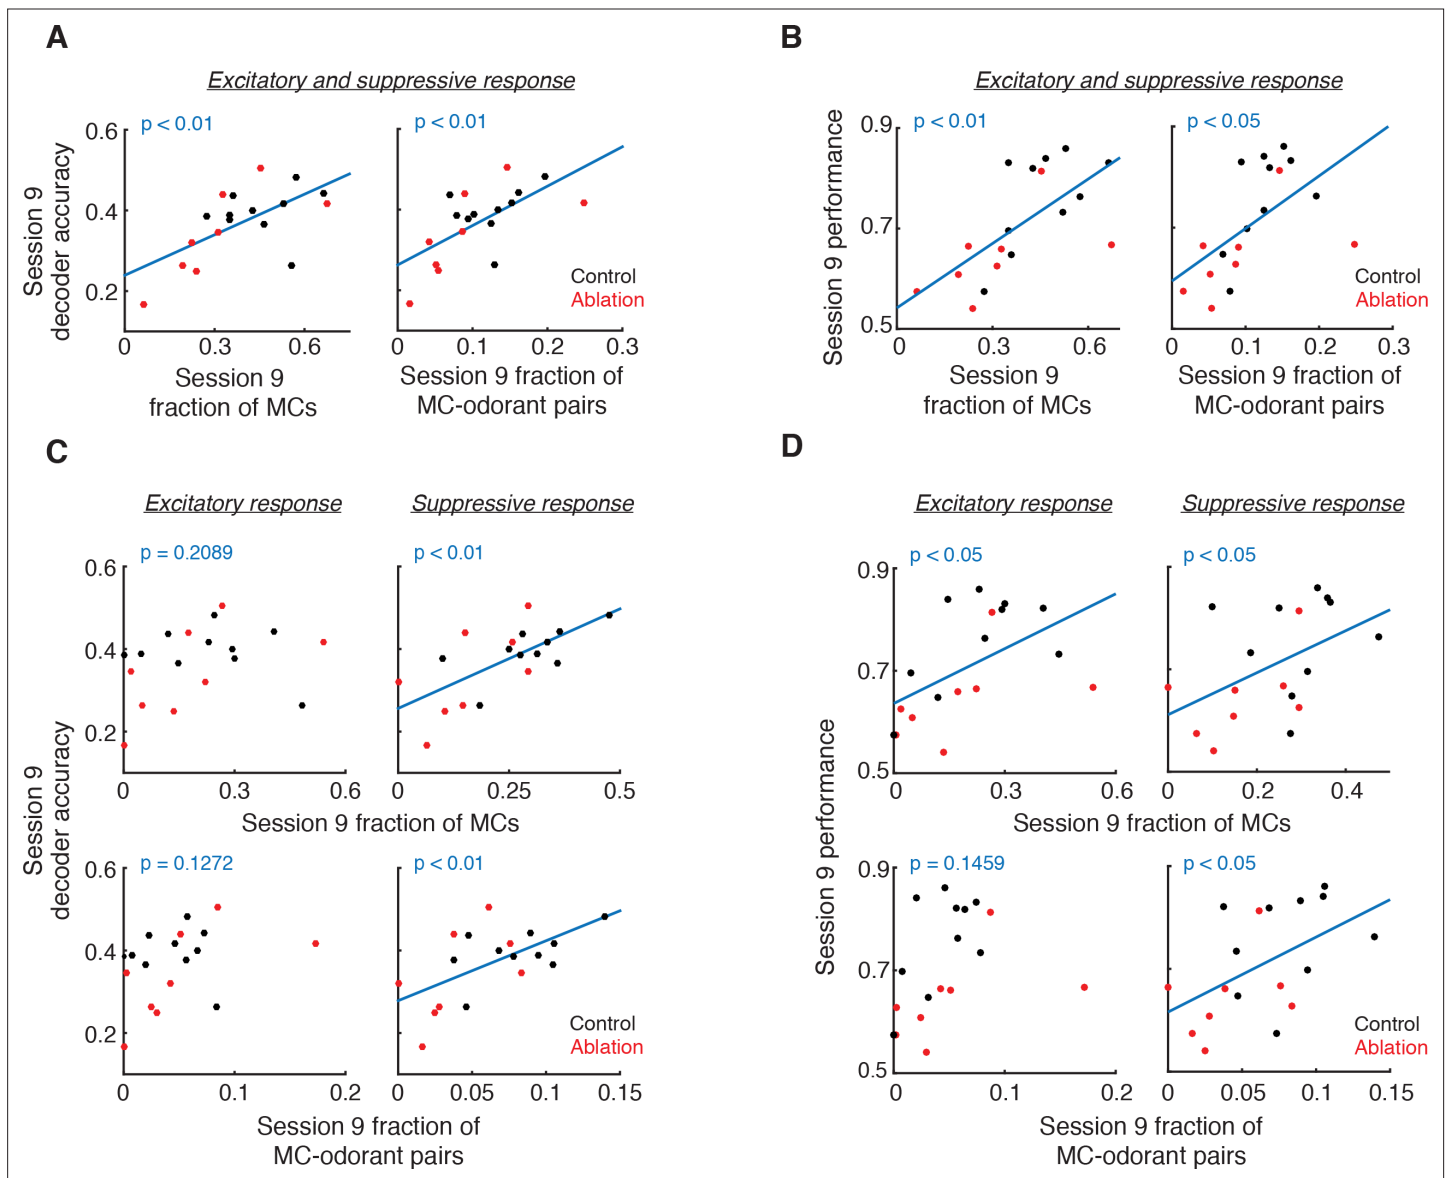 A
Excitatory and suppressive response
p < 0.01
p < 0.01
Session 9
decoder accuracy
0.6
0.4
0.2
0
0.3
0.6
0
0.1
0.2
0.3
Control
Ablation
Session 9
fraction of MCs
Session 9 fraction of
MC-odorant pairs
B
Excitatory and suppressive response
p < 0.01
p < 0.05
Session 9 performance
0.9
0.7
0.5
0
0.3
0.6
0
0.1
0.2
0.3
Control
Ablation
Session 9
fraction of MCs
Session 9 fraction of
MC-odorant pairs
C
Excitatory response
Suppressive response
p = 0.2089
p < 0.01
0.6
0.4
0.2
0
0.3
0.6
0
0.25
0.5
Session 9 fraction of MCs
Session 9
decoder accuracy
p = 0.1272
p < 0.01
0.6
0.4
0.2
0
0.1
0.2
0
0.05
0.1
0.15
Control
Ablation
Session 9 fraction of
MC-odorant pairs
D
Excitatory response
Suppressive response
p < 0.05
p < 0.05
0.9
0.7
0.5
0
0.3
0.6
0
0.2
0.4
Session 9 fraction of MCs
Session 9 performance
p = 0.1459
p < 0.05
0.9
0.7
0.5
0
0.1
0.2
0
0.05
0.1
0.15
Control
Ablation
Session 9 fraction of
MC-odorant pairs